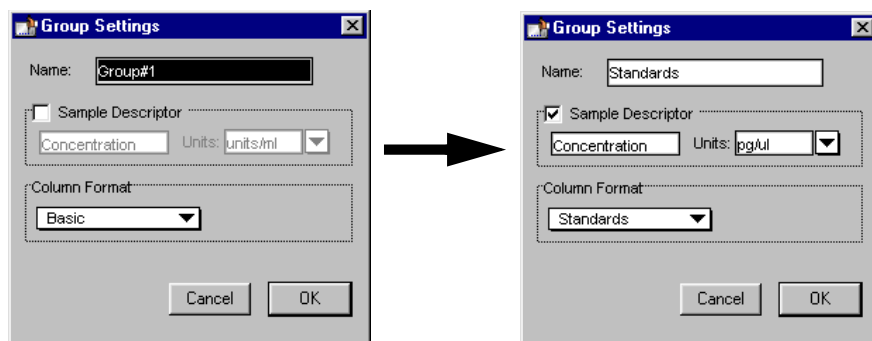 Group Settings
Name: Group#1
Sample Descriptor
Concentration Units: units/ml
Column Format
Basic
Cancel OK
Group Settings
Name: Standards
Sample Descriptor
Concentration Units: pg/ul
Column Format
Standards
Cancel OK